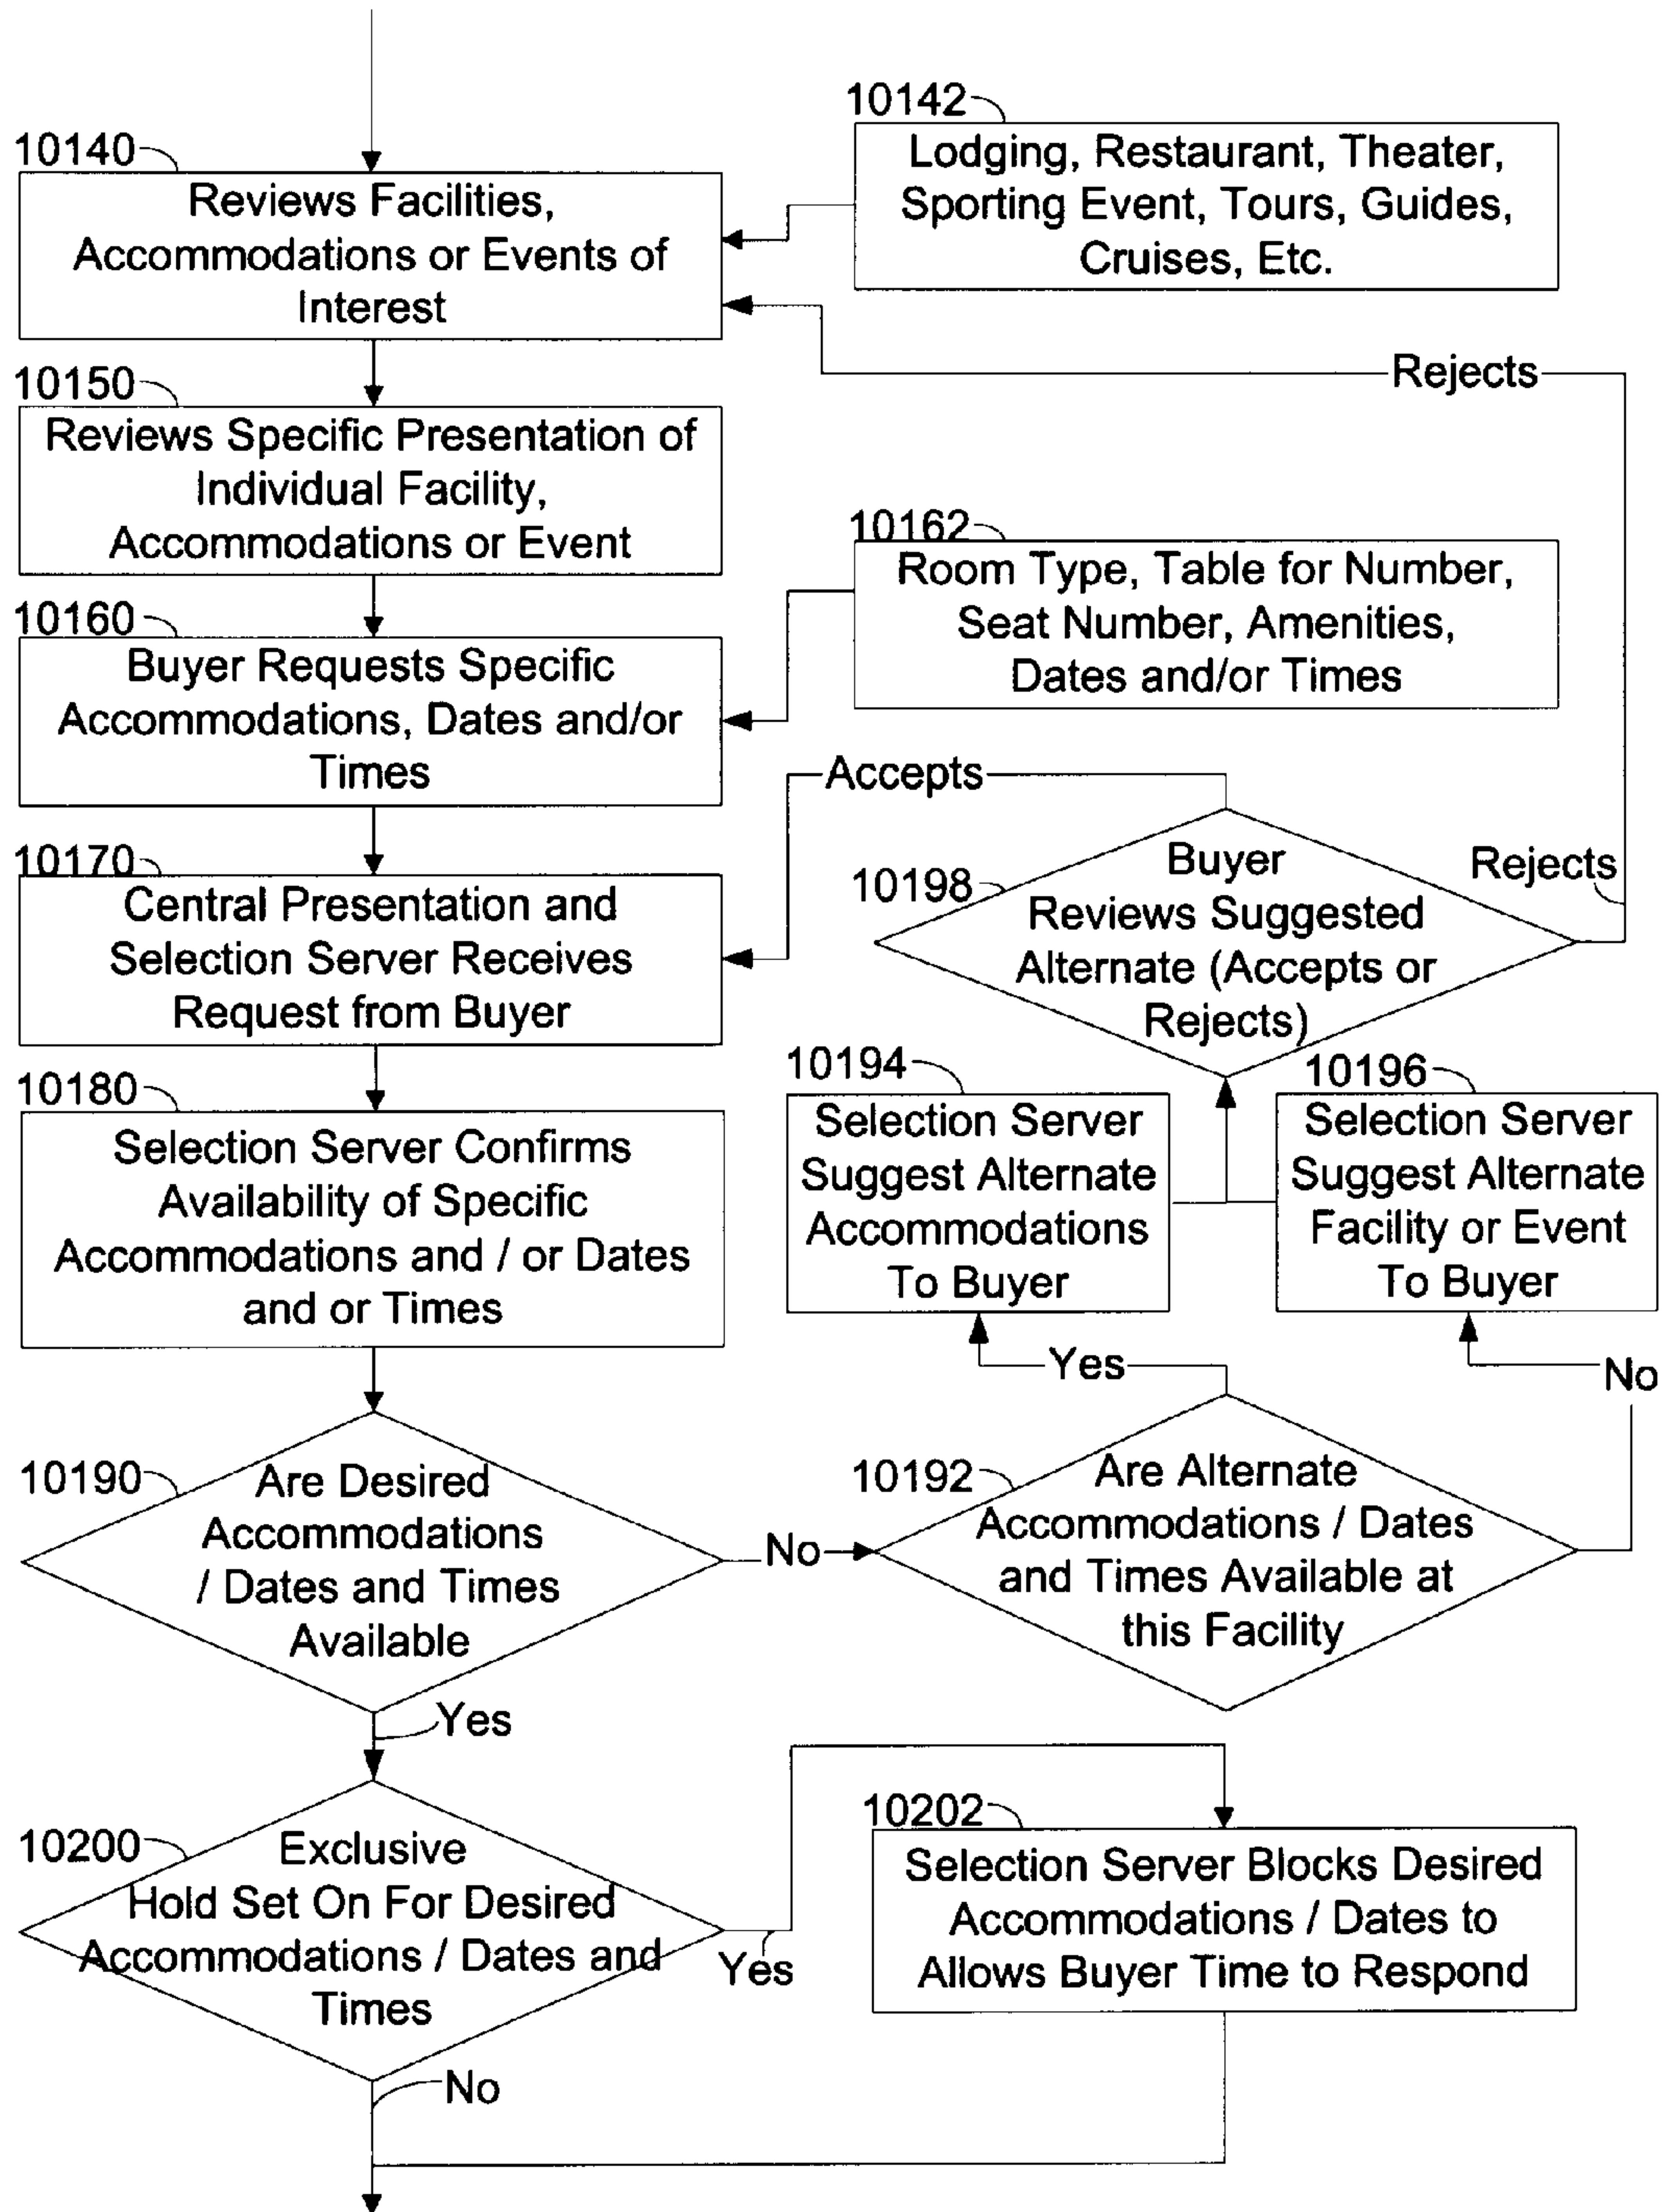 10140
Reviews Facilities,
Accommodations or Events of
Interest
10142
Lodging, Restaurant, Theater,
Sporting Event, Tours, Guides,
Cruises, Etc.
Rejects
10150
Reviews Specific Presentation of
Individual Facility,
Accommodations or Event
10162
Room Type, Table for Number,
Seat Number, Amenities,
Dates and/or Times
10160
Buyer Requests Specific
Accommodations, Dates and/or
Times
Accepts
10170
Central Presentation and
Selection Server Receives
Request from Buyer
10198
Buyer
Reviews Suggested
Alternate (Accepts or
Rejects)
Rejects
10180
Selection Server Confirms
Availability of Specific
Accommodations and / or Dates
and or Times
10194
Selection Server
Suggest Alternate
Accommodations
To Buyer
10196
Selection Server
Suggest Alternate
Facility or Event
To Buyer
Yes
No
10190
Are Desired
Accommodations
/ Dates and Times
Available
No
10192
Are Alternate
Accommodations / Dates
and Times Available at
this Facility
Yes
10200
Exclusive
Hold Set On For Desired
Accommodations / Dates and
Times
Yes
10202
Selection Server Blocks Desired
Accommodations / Dates to
Allows Buyer Time to Respond
No